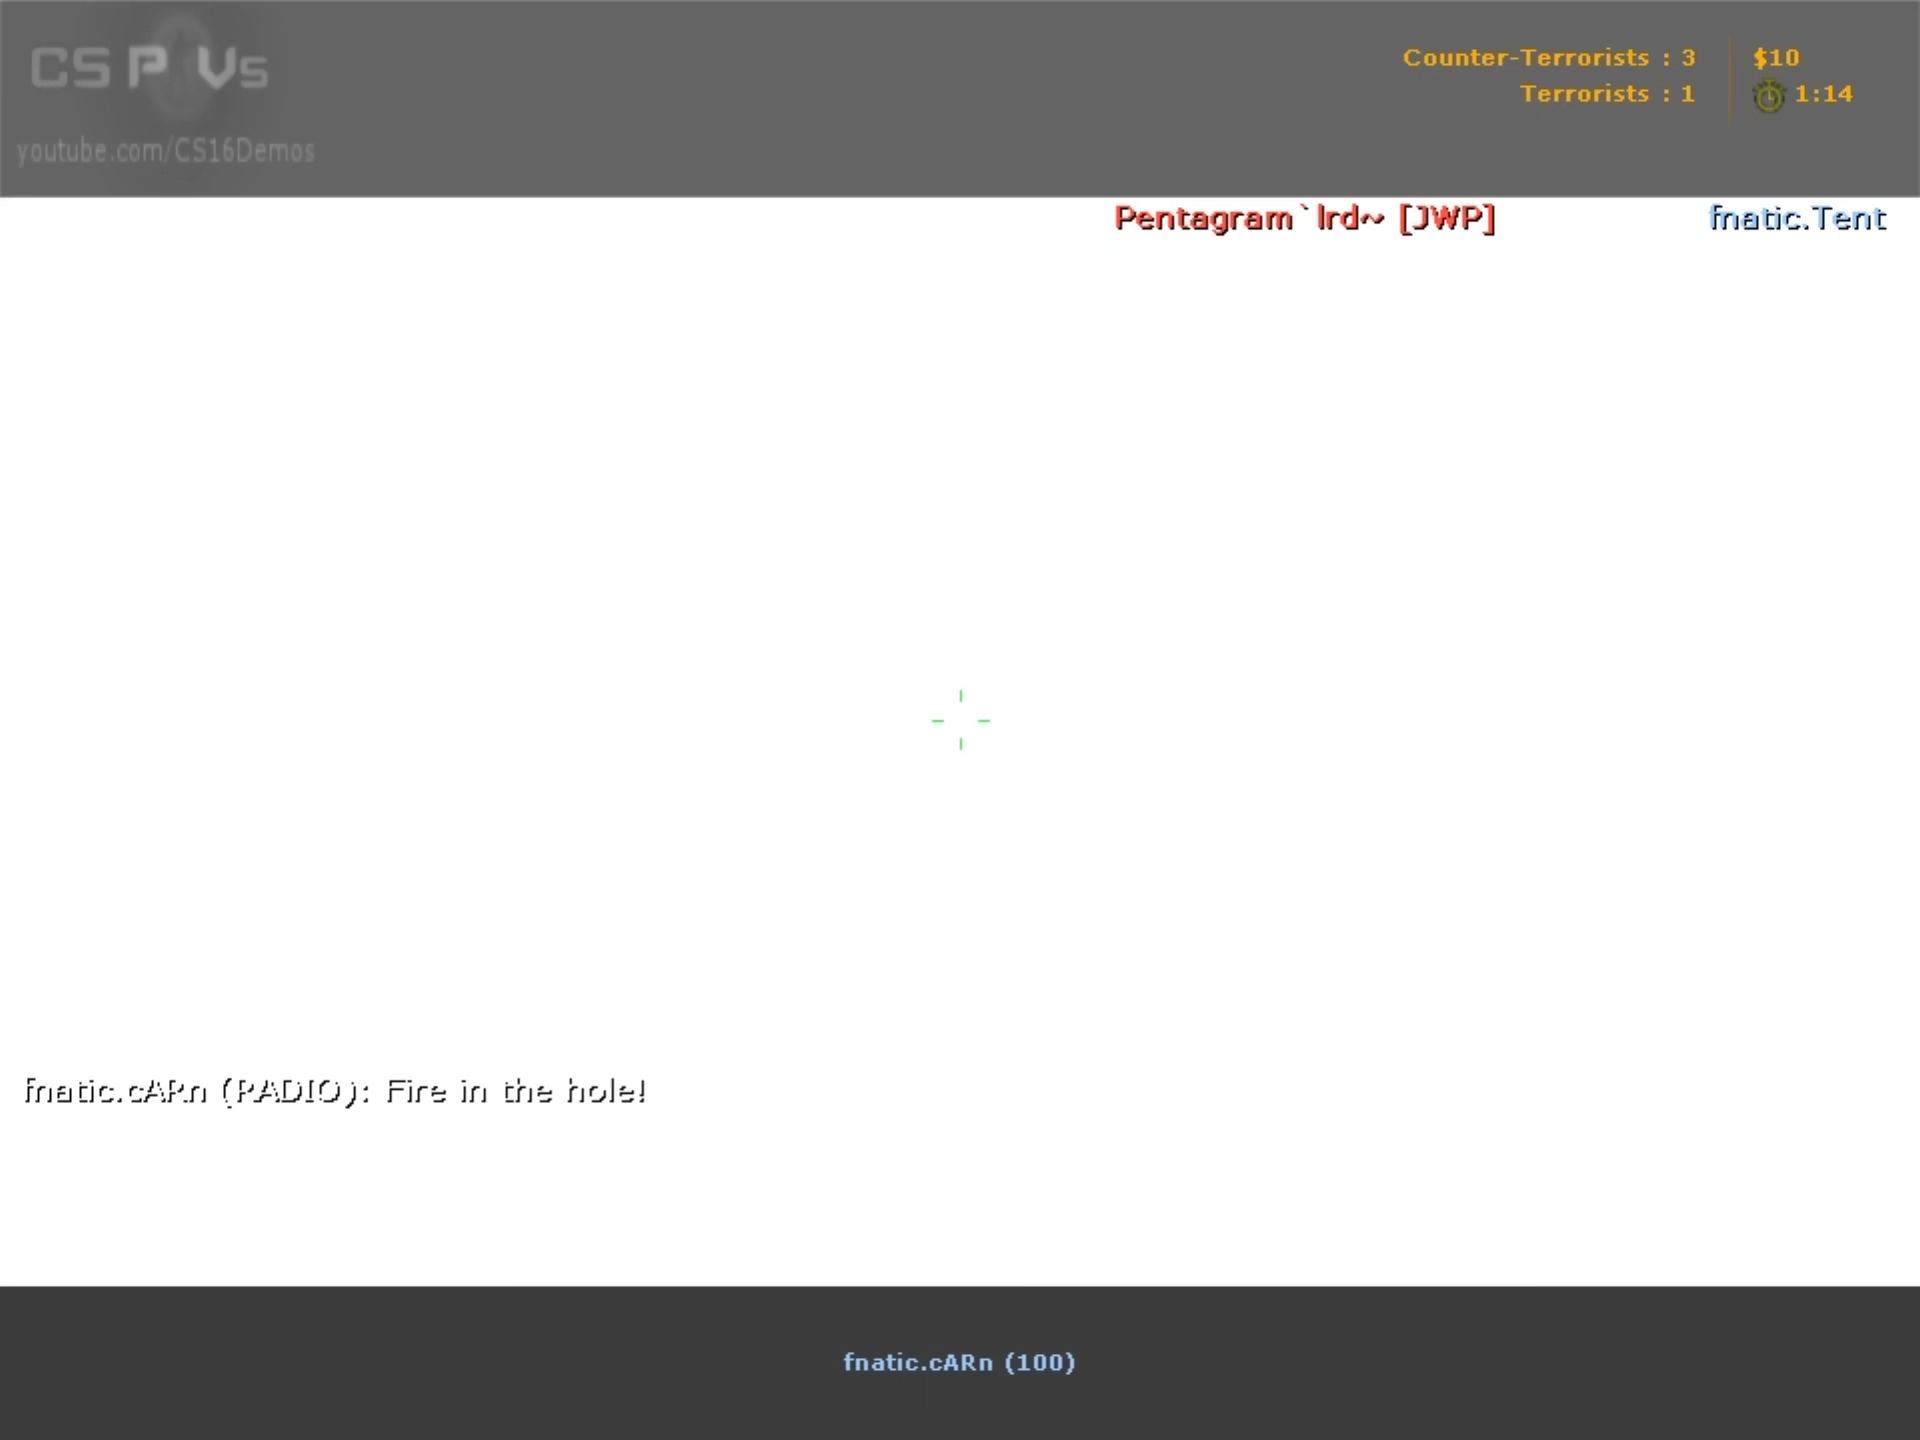 CS P Vs
youtube.com/CS16Demos
Counter-Terrorists : 3
$10
Terrorists : 1
1:14
Pentagram`lrd~ [JWP]
fnatic.Tent
fnatic.cARn (RADIO): Fire in the hole!
fnatic.cARn (100)